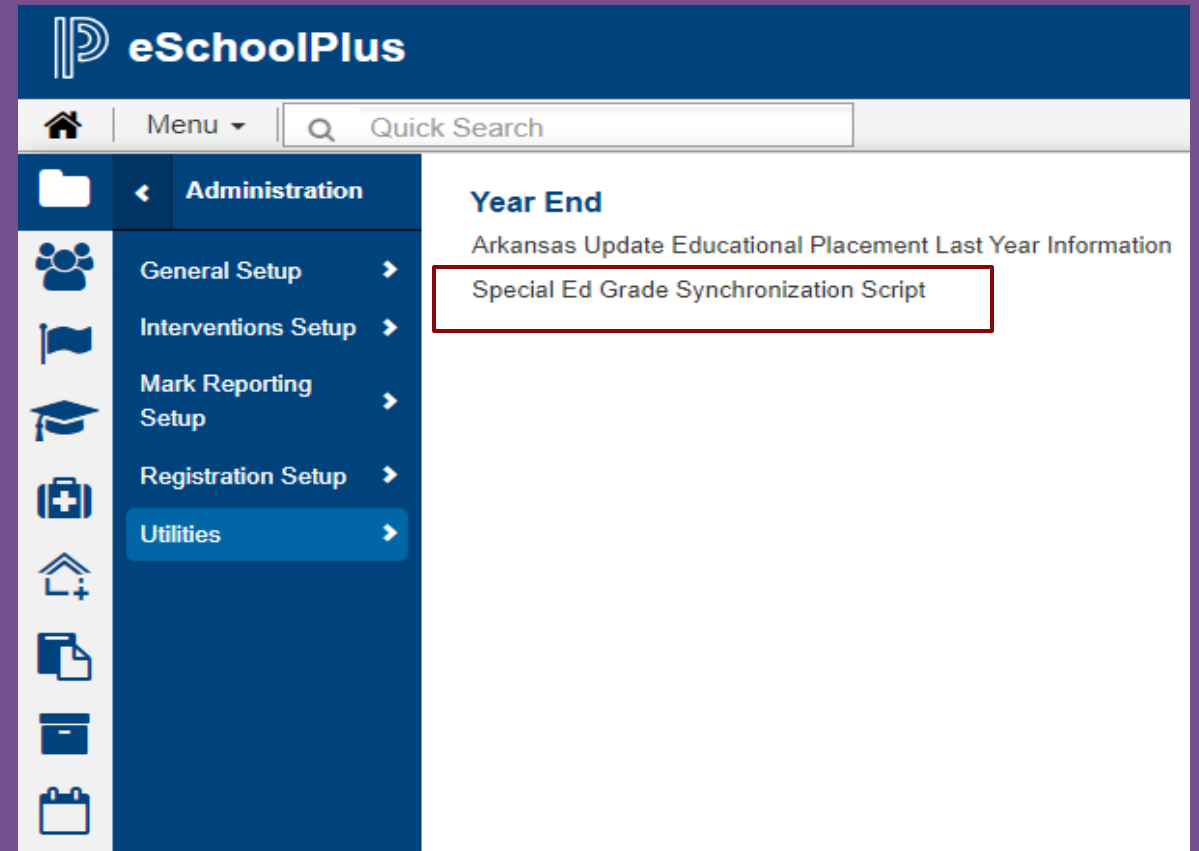 eSchoolPlus
Menu
Quick Search
Administration
General Setup
Interventions Setup
Mark Reporting
Setup
Registration Setup
Utilities
Year End
Arkansas Update Educational Placement Last Year Information
Special Ed Grade Synchronization Script